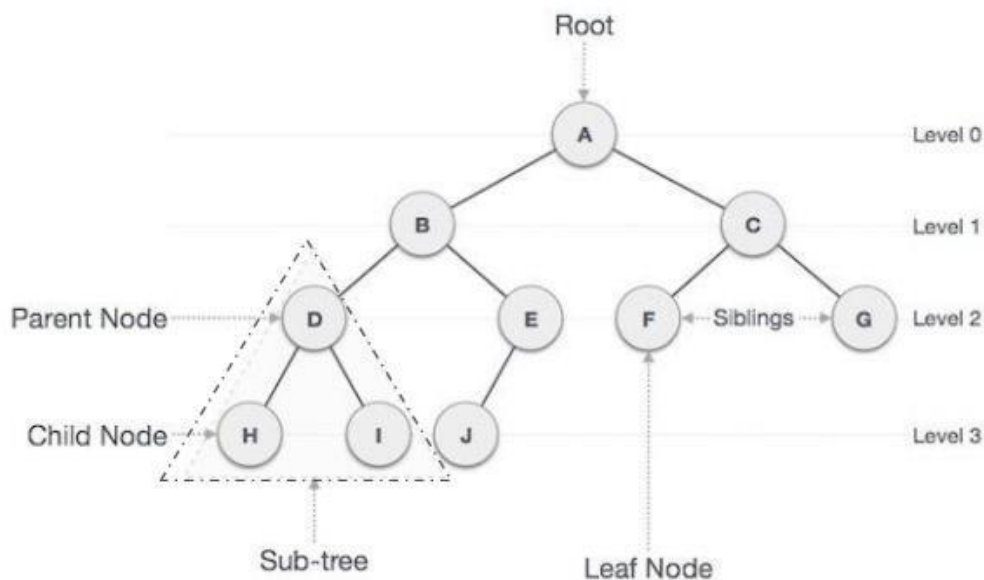 Root
A
Level 0
B
C
Level 1
Parent Node
D
E
F
Siblings
G
Level 2
Child Node
H
I
J
Level 3
Sub-tree
Leaf Node